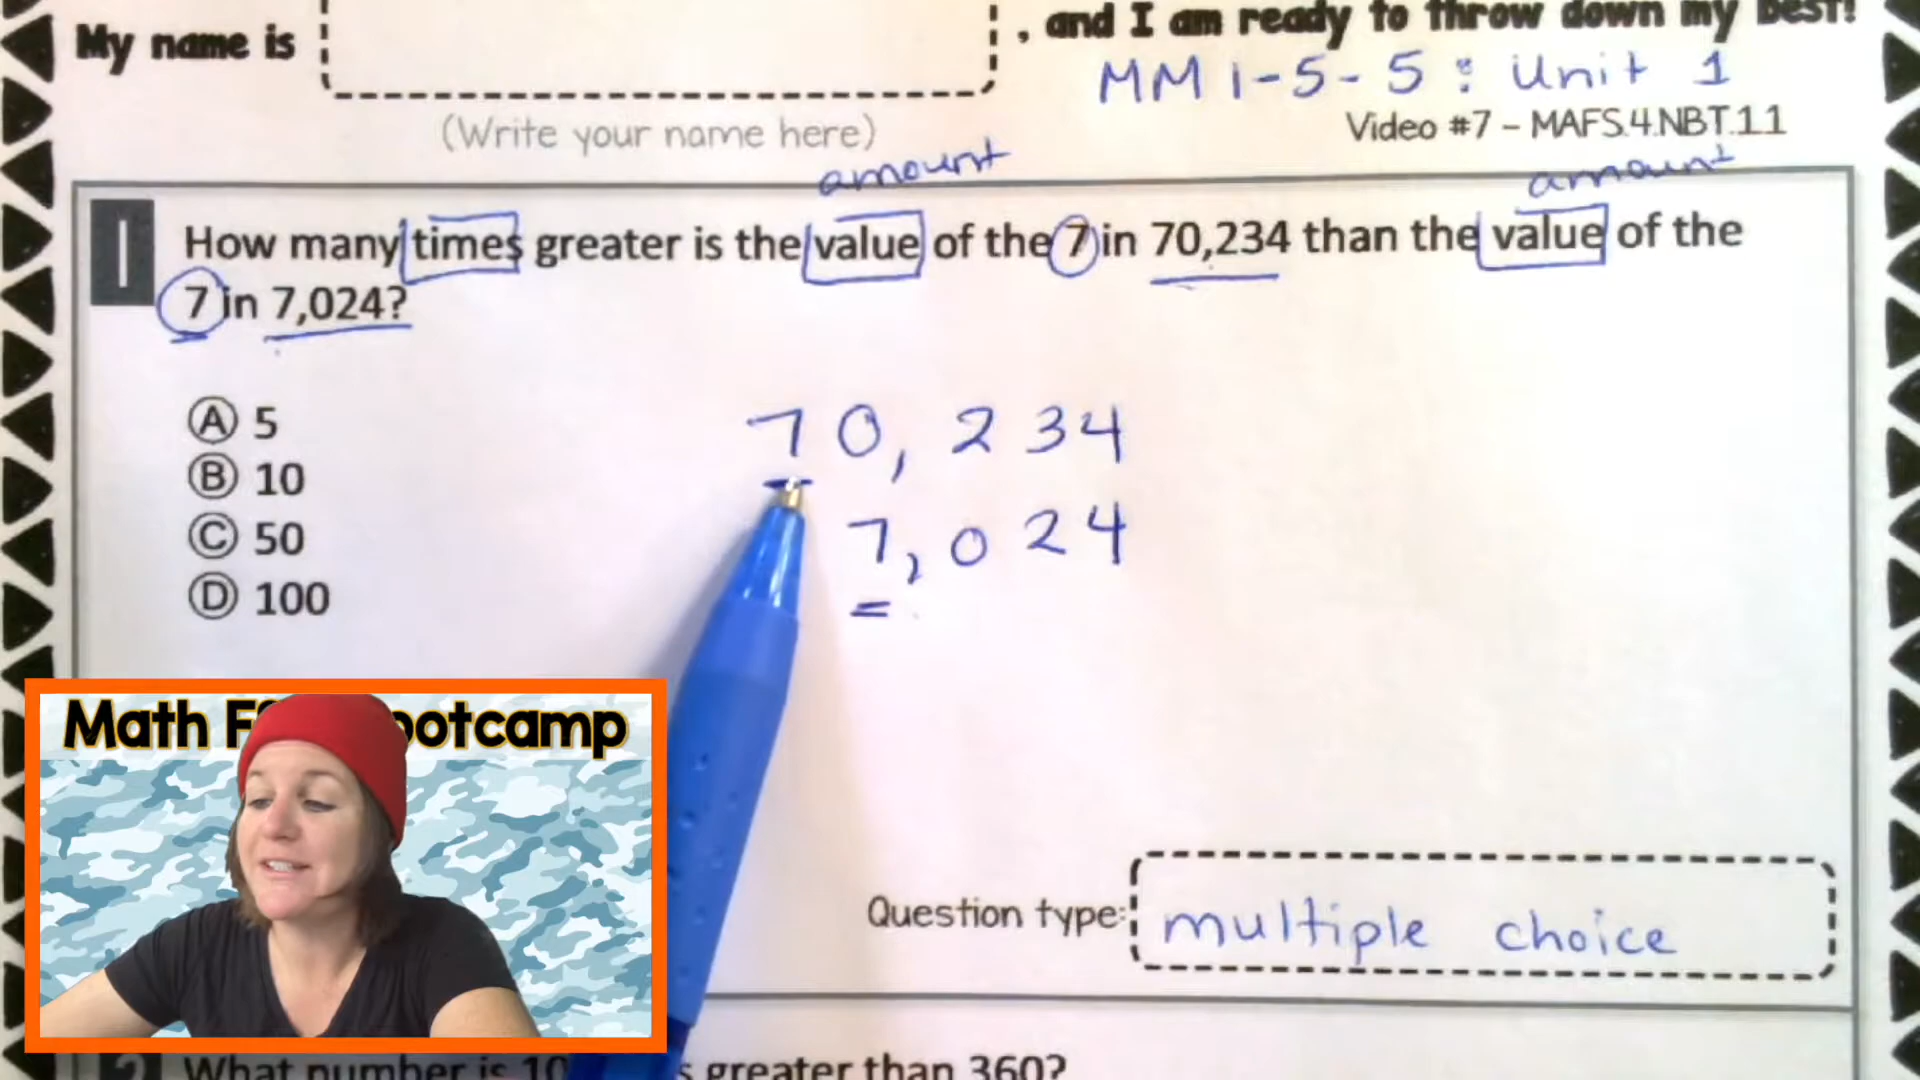 My name is , and I am ready to throw down my best!
MM 1-5-5: Unit 1
(Write your name here)
Video #7 – MAFS.4.NBT.1.1
amount amount
1 How many times greater is the value of the 7 in 70,234 than the value of the
7 in 7,024?
Ⓐ 5
Ⓑ 10
Ⓒ 50
Ⓓ 100
70,234
7,024
Math F ootcamp
Question type: multiple choice
2 What number is 10 s greater than 360?